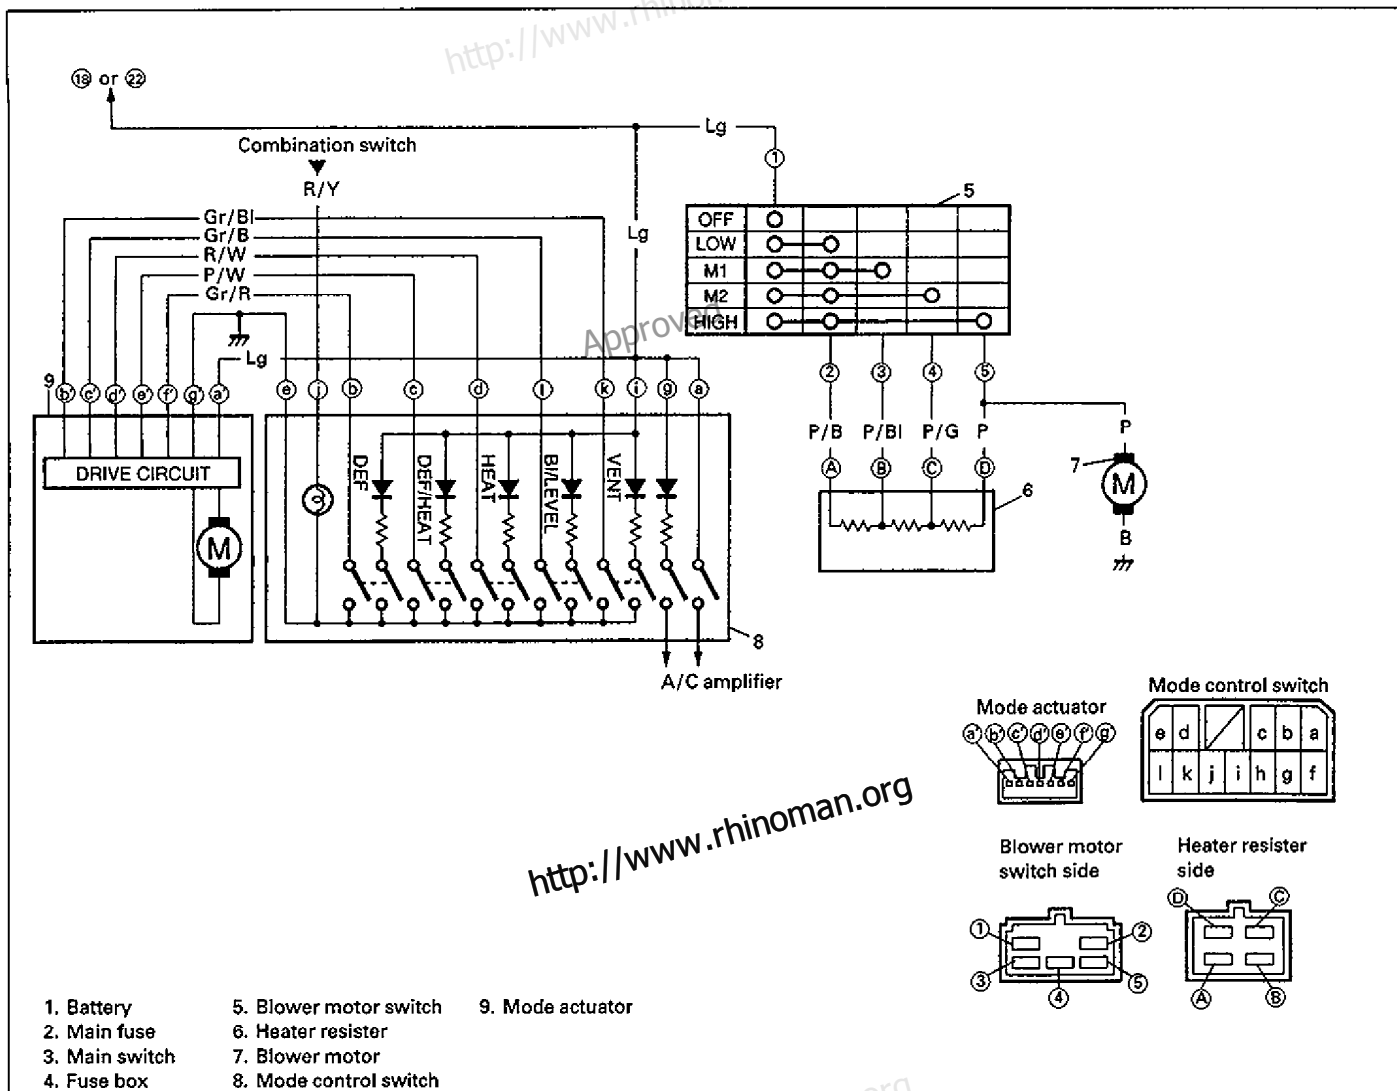 http://www.rhinoma
⑱ or ㉒
Lg
Combination switch
R/Y
①
5
Gr/Bl
Gr/B
R/W
P/W
Gr/R
Lg
Lg
OFF
LOW
M1
M2
HIGH
Approved
9
b' c' d' e' f' g' a'
e j b c d l k i g a
② ③ ④ ⑤
P/B P/Bl P/G P
P
A B C D
DRIVE CIRCUIT
DEF
DEF/HEAT
HEAT
BI/LEVEL
VENT
7
M
6
B
M
8
A/C amplifier
Mode actuator
a' b' c' d' e' f' g'
Mode control switch
e d c b a
l k j i h g f
http://www.rhinoman.org
Blower motor
switch side
① ②
③ ④ ⑤
Heater resister
side
D C
A B
1. Battery
2. Main fuse
3. Main switch
4. Fuse box
5. Blower motor switch
6. Heater resister
7. Blower motor
8. Mode control switch
9. Mode actuator